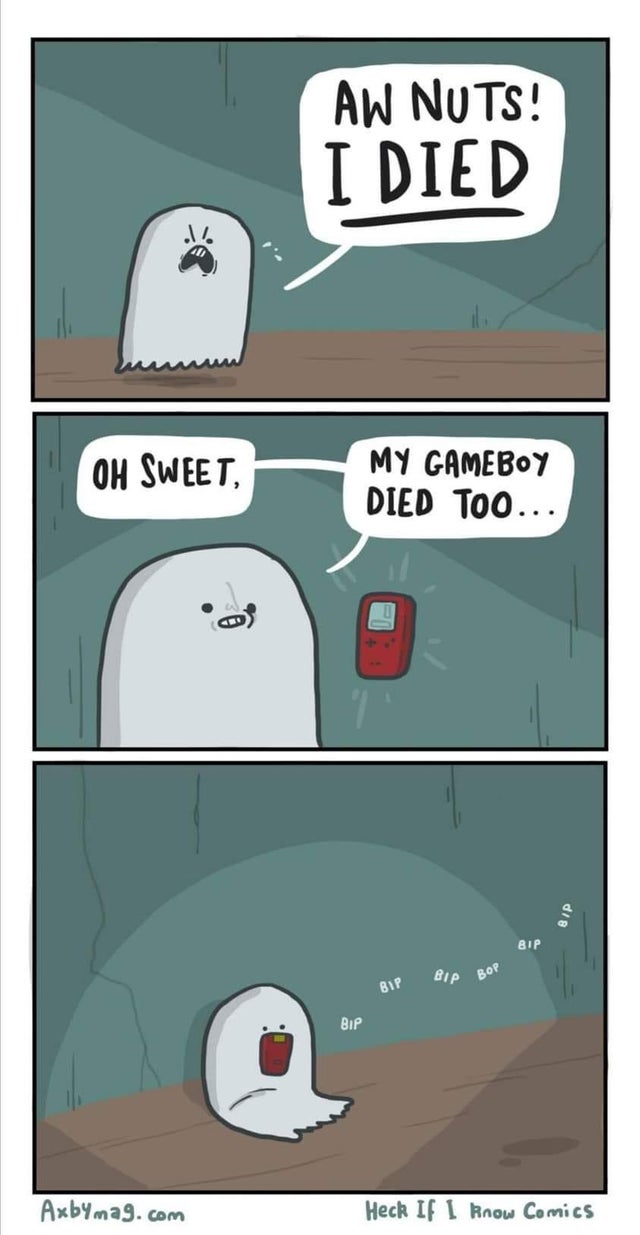 AW NUTS!
I DIED
OH SWEET,
MY GAMEBOY
DIED TOO...
BIP
BIP
BIP
BOP
BIP
BIP
AxbYmag.com
Heck If I Know Comics